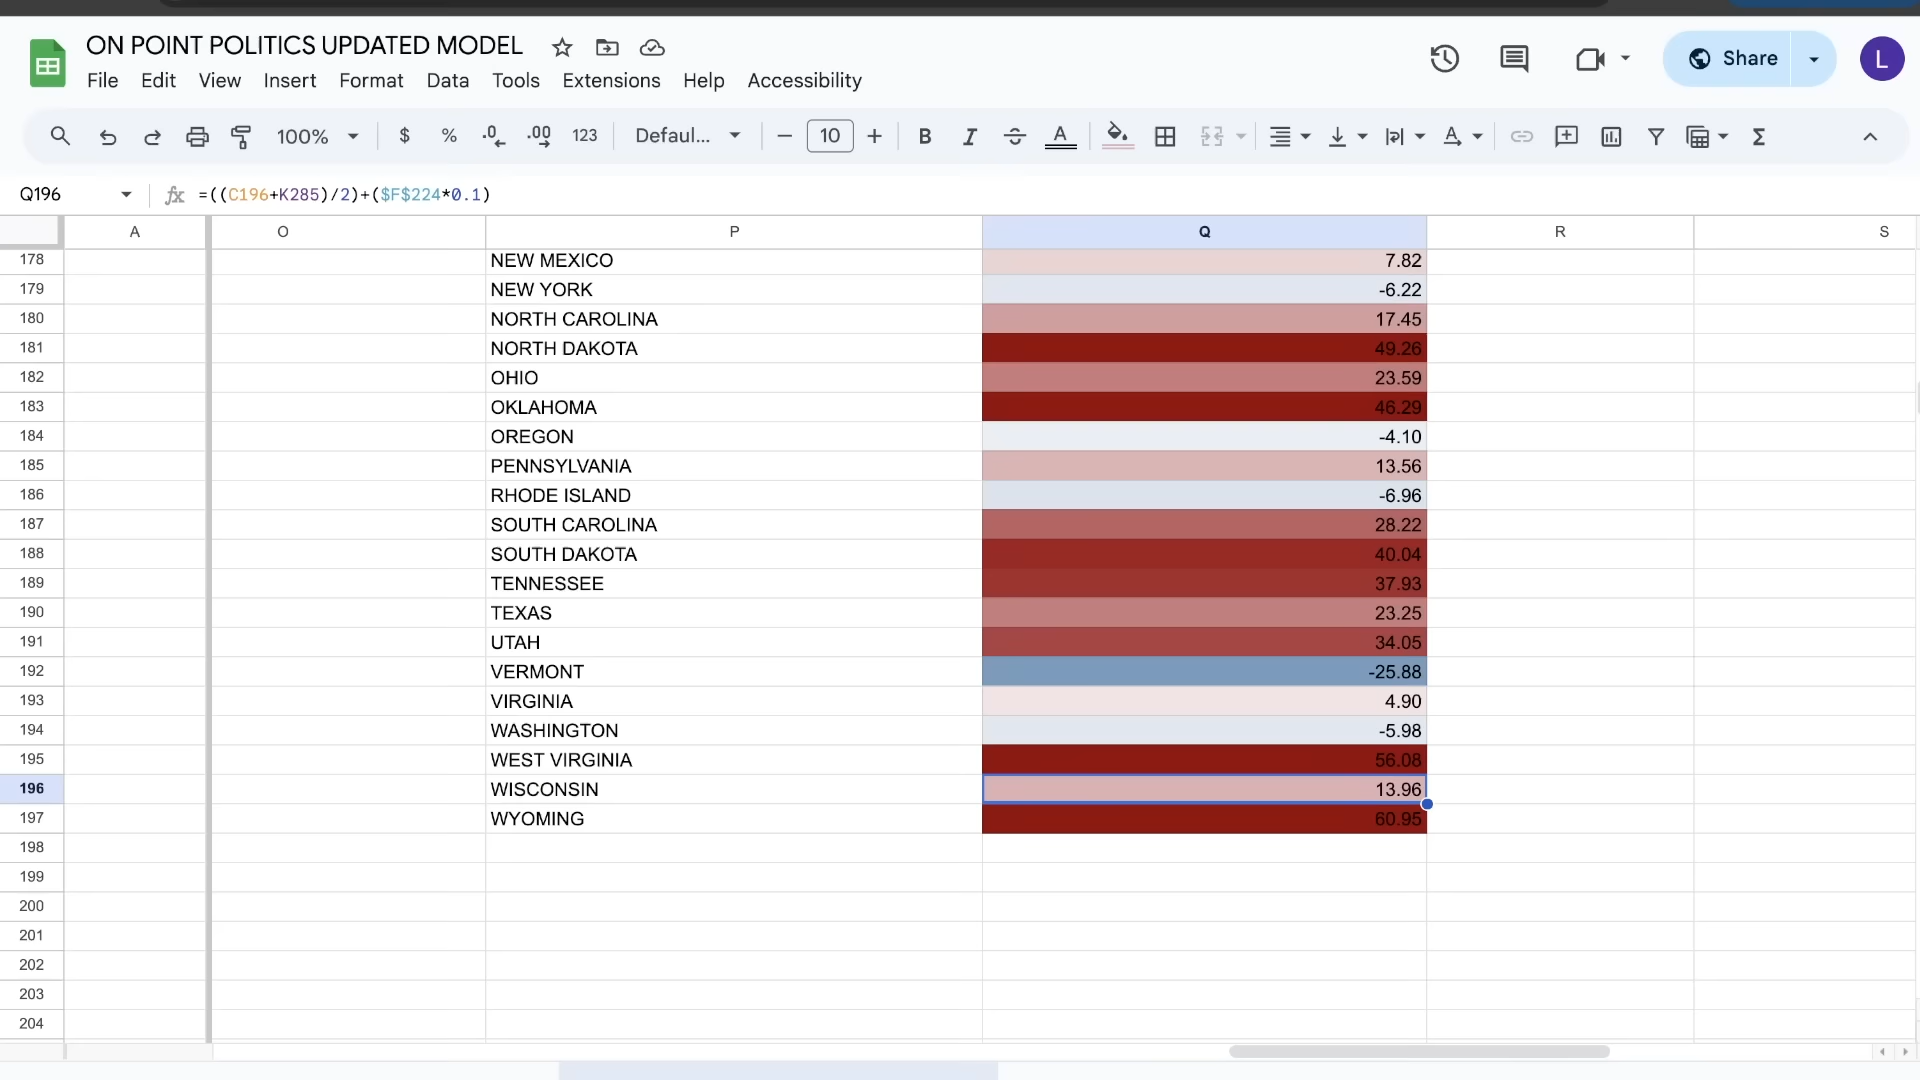 ON POINT POLITICS UPDATED MODEL
File Edit View Insert Format Data Tools Extensions Help Accessibility
Share
L
100% $ % .0 .00 123 Defaul... 10 B I S A A Σ
Q196 fx =((C196+K285)/2)+($F$224*0.1)
A O P Q R S
178 NEW MEXICO 7.82
179 NEW YORK -6.22
180 NORTH CAROLINA 17.45
181 NORTH DAKOTA 49.26
182 OHIO 23.59
183 OKLAHOMA 46.29
184 OREGON -4.10
185 PENNSYLVANIA 13.56
186 RHODE ISLAND -6.96
187 SOUTH CAROLINA 28.22
188 SOUTH DAKOTA 40.04
189 TENNESSEE 37.93
190 TEXAS 23.25
191 UTAH 34.05
192 VERMONT -25.88
193 VIRGINIA 4.90
194 WASHINGTON -5.98
195 WEST VIRGINIA 56.08
196 WISCONSIN 13.96
197 WYOMING 60.95
198
199
200
201
202
203
204